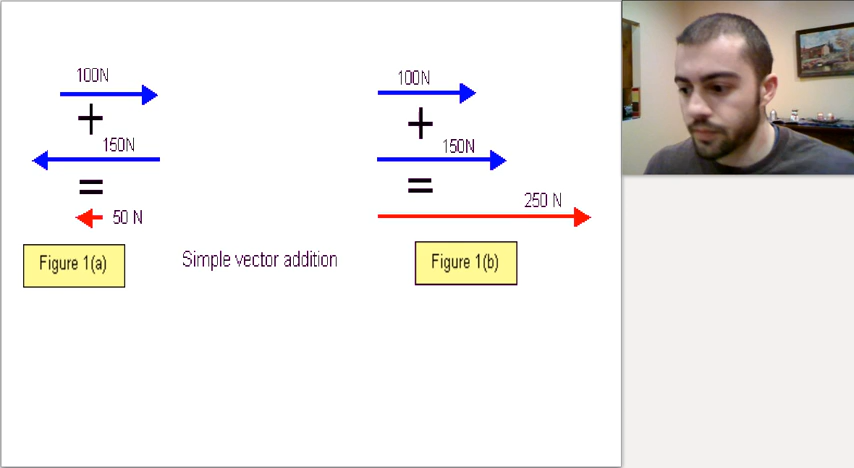 100N
+
150N
=
50 N
Figure 1(a)
Simple vector addition
100N
+
150N
=
250 N
Figure 1(b)